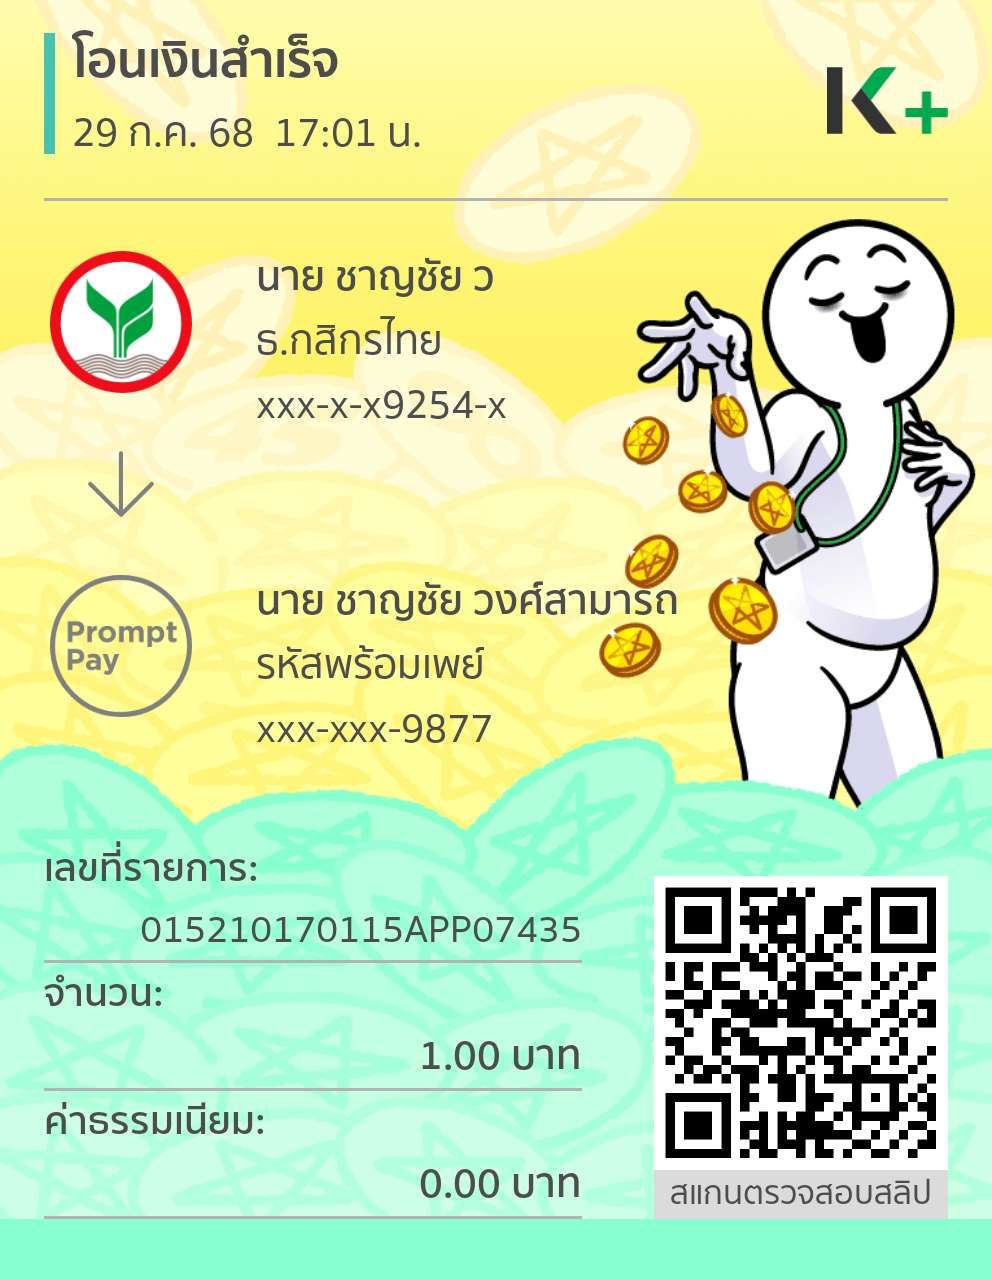 โอนเงินสำเร็จ
29 ก.ค. 68 17:01 น.
K+
นาย ชาญชัย ว
ธ.กสิกรไทย
xxx-x-x9254-x
Prompt
Pay
นาย ชาญชัย วงศ์สามารถ
รหัสพร้อมเพย์
xxx-xxx-9877
เลขที่รายการ:
015210170115APP07435
จำนวน:
1.00 บาท
ค่าธรรมเนียม:
0.00 บาท
สแกนตรวจสอบสลิป